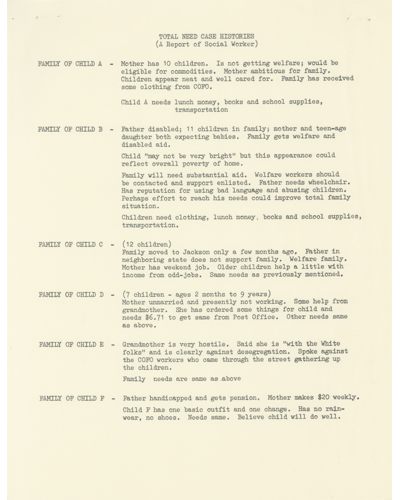 TOTAL NEED CASE HISTORIES
(A Report of Social Worker)
FAMILY OF CHILD A - Mother has 10 children. Is not getting welfare; would be
eligible for commodities. Mother ambitious for family.
Children appear neat and well cared for. Family has received
some clothing from COFO.
Child A needs lunch money, books and school supplies,
transportation
FAMILY OF CHILD B - Father disabled; 11 children in family; mother and teen-age
daughter both expecting babies. Family gets welfare and
disabled aid.
Child "may not be very bright" but this appearance could
reflect overall poverty of home.
Family will need substantial aid. Welfare workers should
be contacted and support enlisted. Father needs wheelchair.
Has reputation for using bad language and abusing children.
Perhaps effort to reach his needs could improve total family
situation.
Children need clothing, lunch money, books and school supplies,
transportation.
FAMILY OF CHILD C - (12 children)
Family moved to Jackson only a few months ago. Father in
neighboring state does not support family. Welfare family.
Mother has weekend job. Older children help a little with
income from odd-jobs. Same needs as previously mentioned.
FAMILY OF CHILD D - (7 children - ages 2 months to 9 years)
Mother unmarried and presently not working. Some help from
grandmother. She has ordered some things for child and
needs $6.71 to get same from Post Office. Other needs same
as above.
FAMILY OF CHILD E - Grandmother is very hostile. Said she is "with the White
folks" and is clearly against desegregation. Spoke against
the COFO workers who came through the street gathering up
the children.
Family needs are same as above
FAMILY OF CHILD F - Father handicapped and gets pension. Mother makes $20 weekly.
Child F has one basic outfit and one change. Has no rain-
wear, no shoes. Needs same. Believe child will do well.